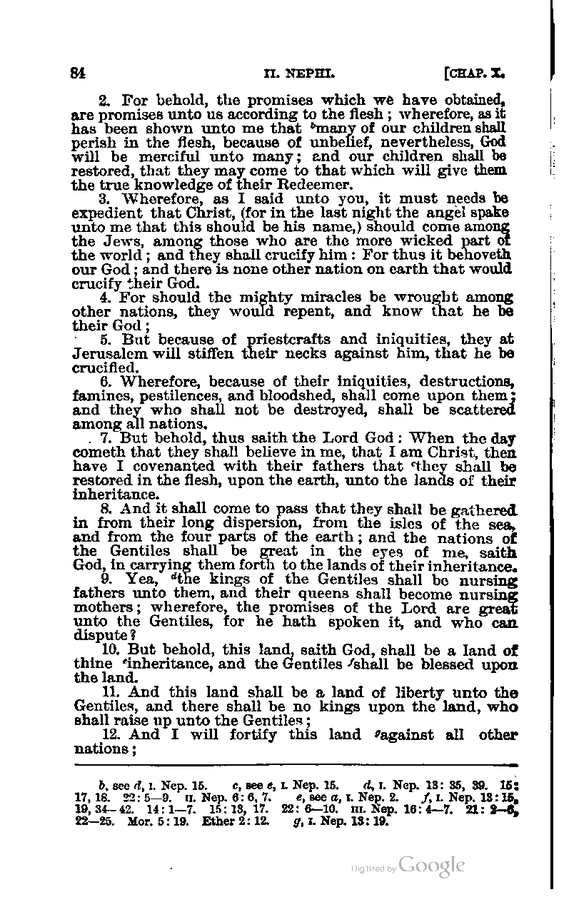 84 II. NEPHI. [CHAP. X.
2. For behold, the promises which we have obtained,
are promises unto us according to the flesh ; wherefore, as it
has been shown unto me that ᵇmany of our children shall
perish in the flesh, because of unbelief, nevertheless, God
will be merciful unto many; and our children shall be
restored, that they may come to that which will give them
the true knowledge of their Redeemer.
3. Wherefore, as I said unto you, it must needs be
expedient that Christ, (for in the last night the angel spake
unto me that this should be his name,) should come among
the Jews, among those who are the more wicked part of
the world ; and they shall crucify him : For thus it behoveth
our God ; and there is none other nation on earth that would
crucify their God.
4. For should the mighty miracles be wrought among
other nations, they would repent, and know that he be
their God ;
5. But because of priestcrafts and iniquities, they at
Jerusalem will stiffen their necks against him, that he be
crucified.
6. Wherefore, because of their iniquities, destructions,
famines, pestilences, and bloodshed, shall come upon them;
and they who shall not be destroyed, shall be scattered
among all nations.
7. But behold, thus saith the Lord God : When the day
cometh that they shall believe in me, that I am Christ, then
have I covenanted with their fathers that ᶜthey shall be
restored in the flesh, upon the earth, unto the lands of their
inheritance.
8. And it shall come to pass that they shall be gathered
in from their long dispersion, from the isles of the sea,
and from the four parts of the earth ; and the nations of
the Gentiles shall be great in the eyes of me, saith
God, in carrying them forth to the lands of their inheritance.
9. Yea, ᵈthe kings of the Gentiles shall be nursing
fathers unto them, and their queens shall become nursing
mothers ; wherefore, the promises of the Lord are great
unto the Gentiles, for he hath spoken it, and who can
dispute?
10. But behold, this land, saith God, shall be a land of
thine ᵉinheritance, and the Gentiles ᶠshall be blessed upon
the land.
11. And this land shall be a land of liberty unto the
Gentiles, and there shall be no kings upon the land, who
shall raise up unto the Gentiles ;
12. And I will fortify this land ᵍagainst all other
nations ;
b, see d, I. Nep. 15. c, see e, I. Nep. 15. d, I. Nep. 13: 35, 39. 15:
17, 18. 22: 5—9. II. Nep. 6: 6, 7. e, see a, I. Nep. 2. f, I. Nep. 13: 15,
19, 34—42. 14: 1—7. 15: 13, 17. 22: 6—10. III. Nep. 16: 4—7. 21: 2—6,
22—25. Mor. 5: 19. Ether 2: 12. g, I. Nep. 13: 19.
Digitized by Google